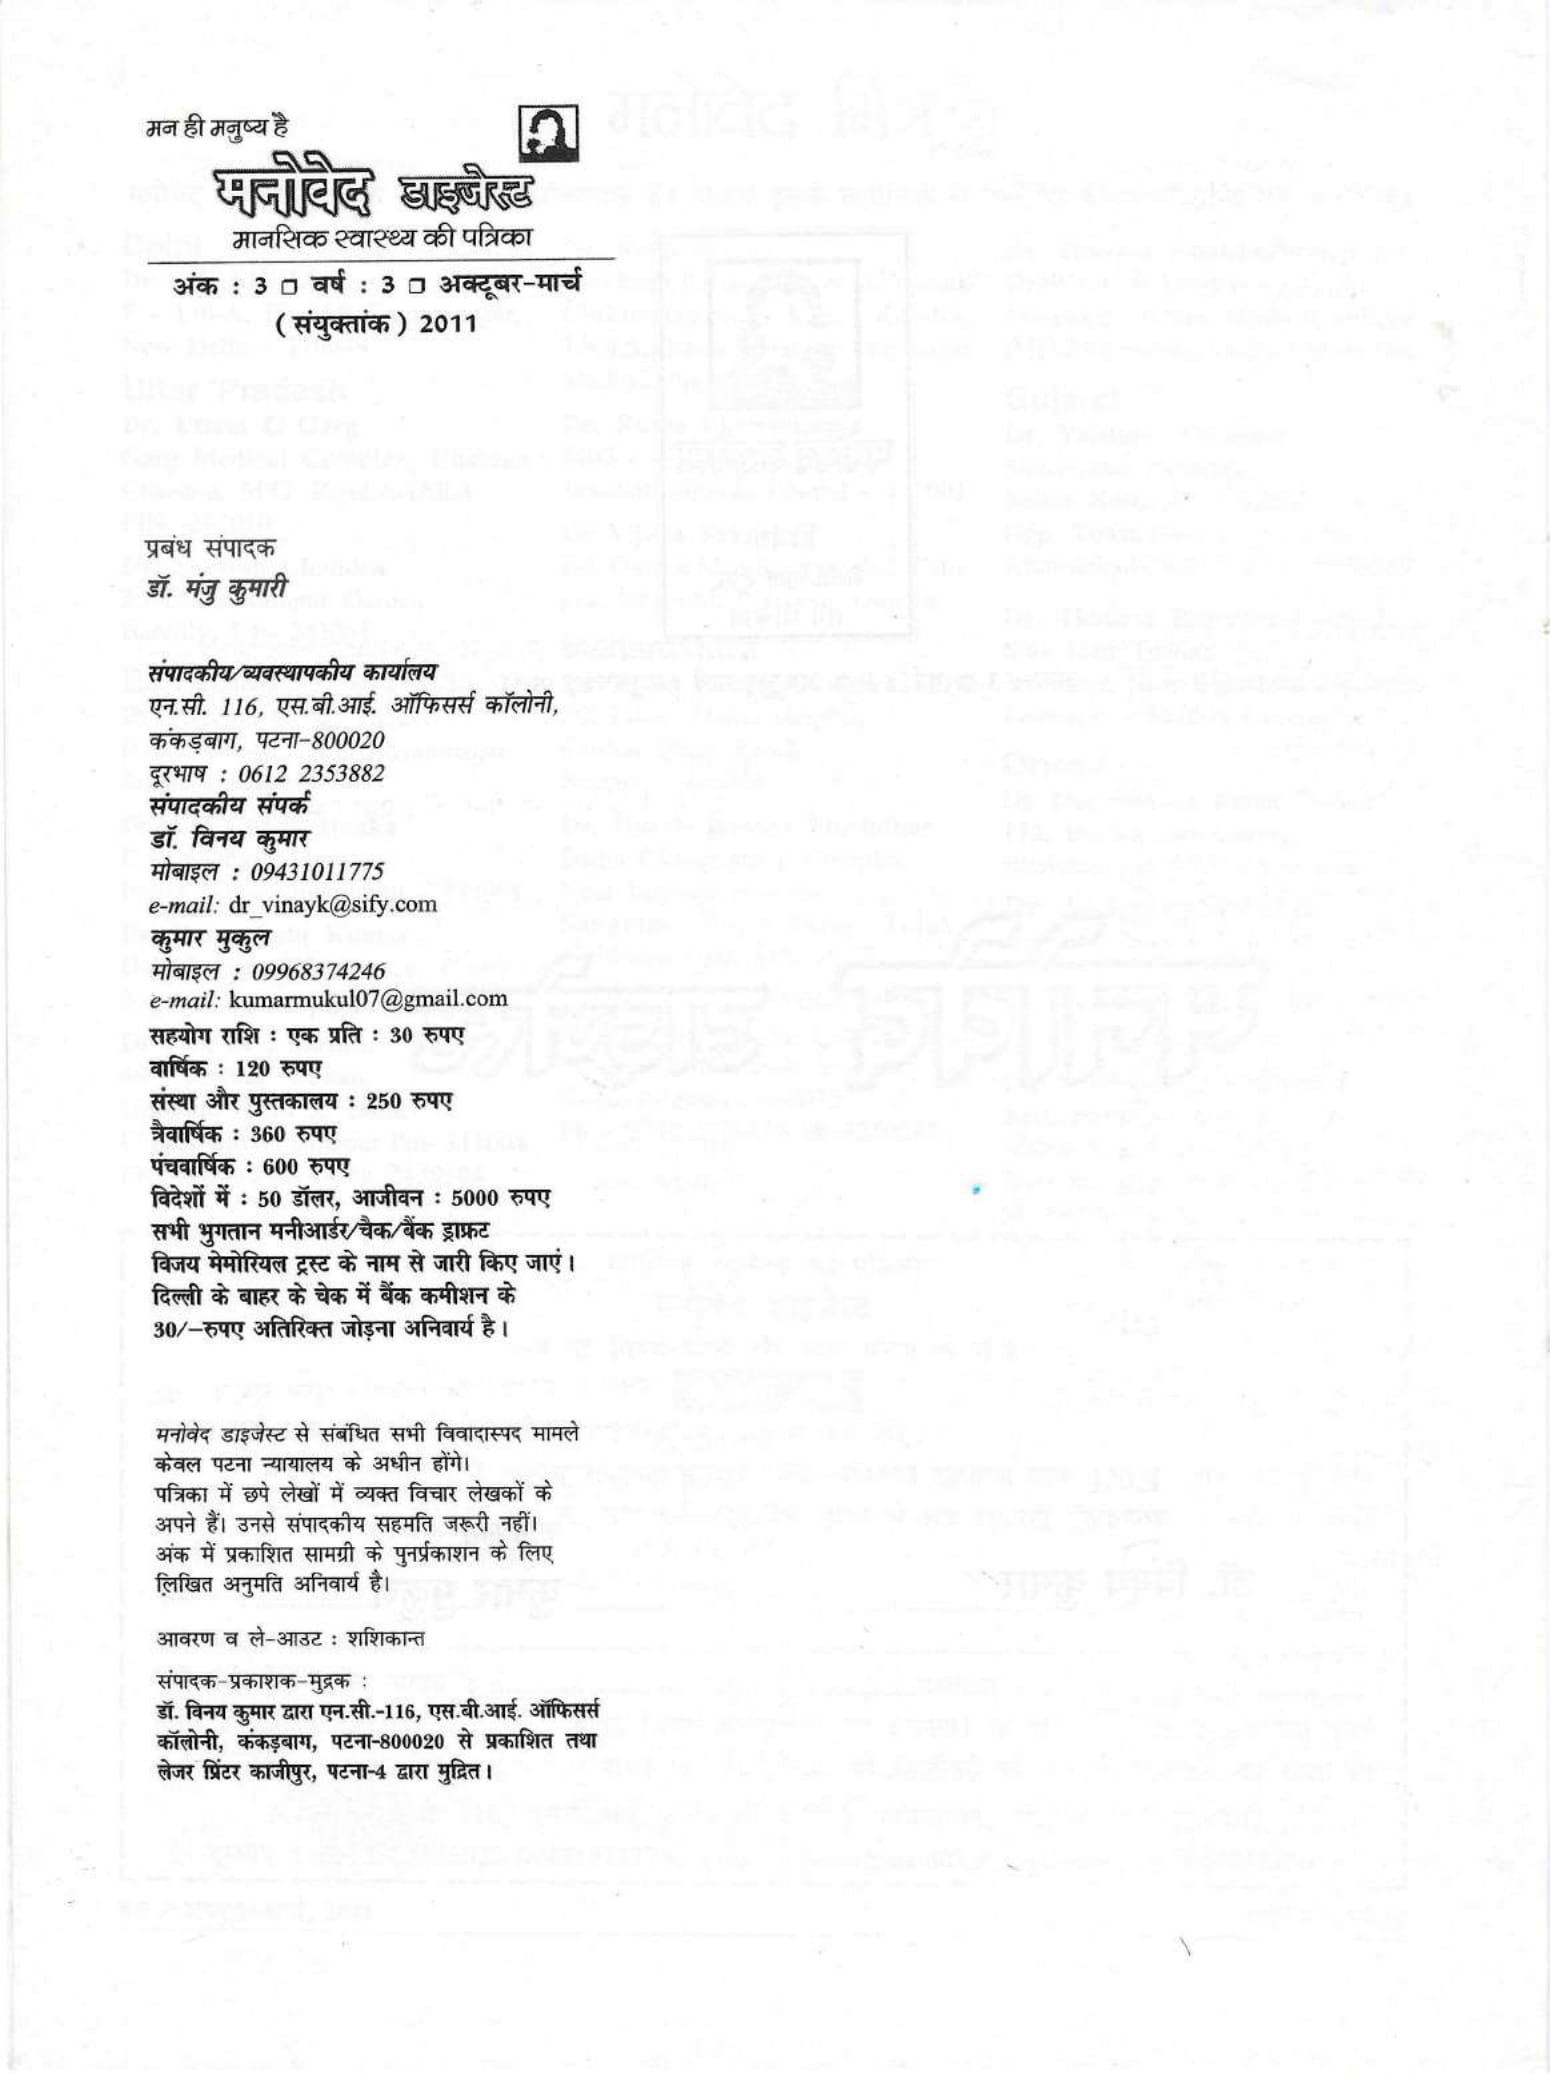 मन ही मनुष्य है
मनोवेद डाइजेस्ट
मानसिक स्वास्थ्य की पत्रिका
अंक : 3 □ वर्ष : 3 □ अक्टूबर-मार्च
(संयुक्तांक) 2011
प्रबंध संपादक
डॉ. मंजु कुमारी
संपादकीय/व्यवस्थापकीय कार्यालय
एन.सी. 116, एस.बी.आई. ऑफिसर्स कॉलोनी,
कंकड़बाग, पटना-800020
दूरभाष : 0612 2353882
संपादकीय संपर्क
डॉ. विनय कुमार
मोबाइल : 09431011775
e-mail: dr_vinayk@sify.com
कुमार मुकुल
मोबाइल : 09968374246
e-mail: kumarmukul07@gmail.com
सहयोग राशि : एक प्रति : 30 रुपए
वार्षिक : 120 रुपए
संस्था और पुस्तकालय : 250 रुपए
त्रैवार्षिक : 360 रुपए
पंचवार्षिक : 600 रुपए
विदेशों में : 50 डॉलर, आजीवन : 5000 रुपए
सभी भुगतान मनीआर्डर/चैक/बैंक ड्राफ्रट
विजय मेमोरियल ट्रस्ट के नाम से जारी किए जाएं।
दिल्ली के बाहर के चेक में बैंक कमीशन के
30/-रुपए अतिरिक्त जोड़ना अनिवार्य है।
मनोवेद डाइजेस्ट से संबंधित सभी विवादास्पद मामले
केवल पटना न्यायालय के अधीन होंगे।
पत्रिका में छपे लेखों में व्यक्त विचार लेखकों के
अपने हैं। उनसे संपादकीय सहमति जरूरी नहीं।
अंक में प्रकाशित सामग्री के पुनर्प्रकाशन के लिए
लिखित अनुमति अनिवार्य है।
आवरण व ले-आउट : शशिकान्त
संपादक-प्रकाशक-मुद्रक :
डॉ. विनय कुमार द्वारा एन.सी.-116, एस.बी.आई. ऑफिसर्स
कॉलोनी, कंकड़बाग, पटना-800020 से प्रकाशित तथा
लेजर प्रिंटर काजीपुर, पटना-4 द्वारा मुद्रित।